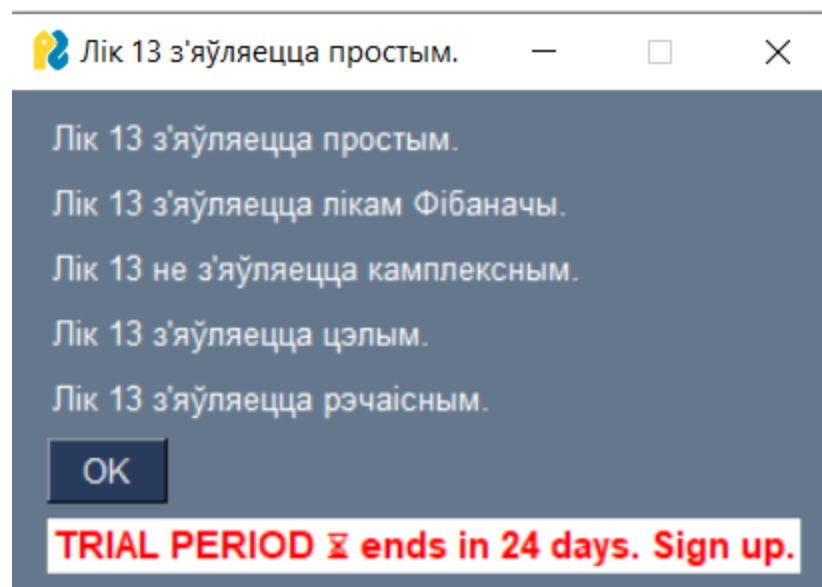 Лік 13 з'яўляецца простым.
Лік 13 з'яўляецца простым.
Лік 13 з'яўляецца лікам Фібаначы.
Лік 13 не з'яўляецца камплексным.
Лік 13 з'яўляецца цэлым.
Лік 13 з'яўляецца рэчаісным.
OK
TRIAL PERIOD ⏳ ends in 24 days. Sign up.